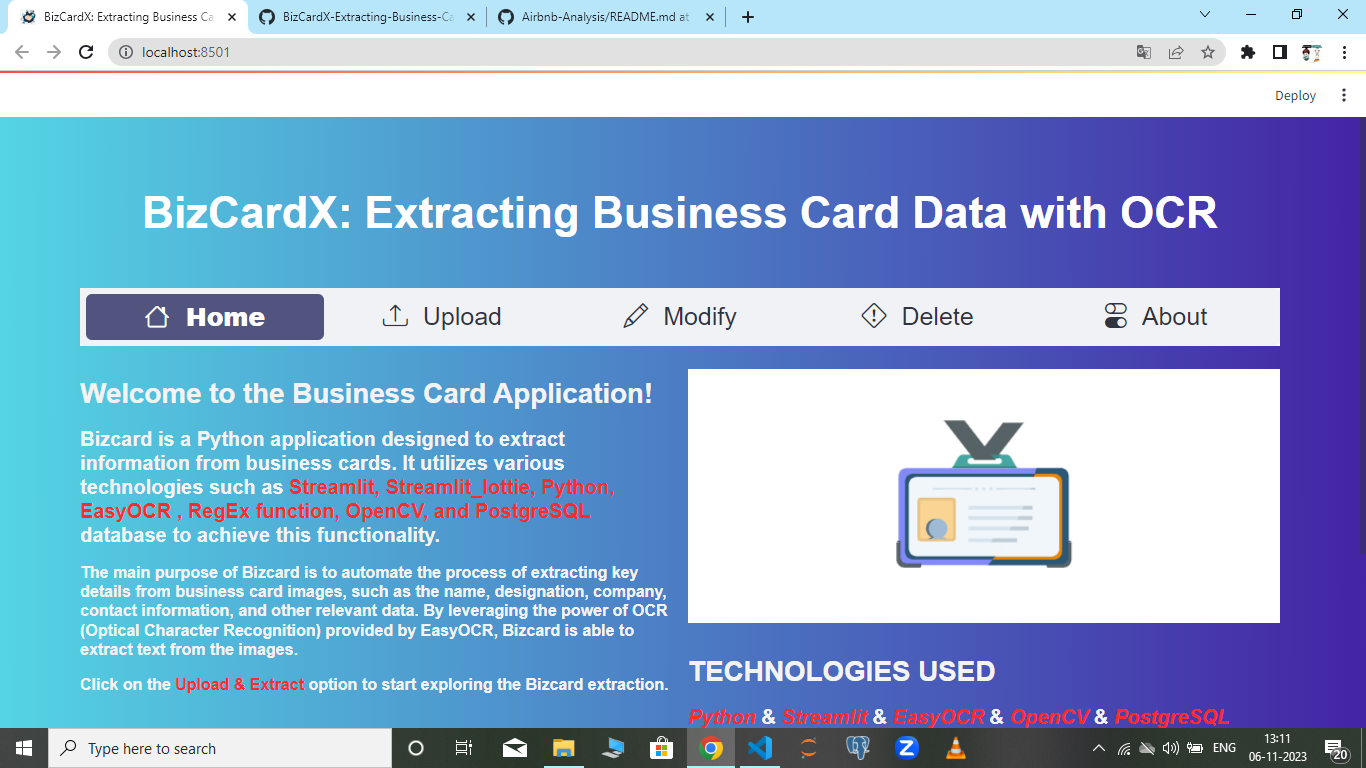 BizCardX: Extracting Business Ca
BizCardX-Extracting-Business-Ca
Airbnb-Analysis/README.md at
localhost:8501
Deploy
BizCardX: Extracting Business Card Data with OCR
Home
Upload
Modify
Delete
About
Welcome to the Business Card Application!
Bizcard is a Python application designed to extract
information from business cards. It utilizes various
technologies such as Streamlit, Streamlit_lottie, Python,
EasyOCR , RegEx function, OpenCV, and PostgreSQL
database to achieve this functionality.
The main purpose of Bizcard is to automate the process of extracting key
details from business card images, such as the name, designation, company,
contact information, and other relevant data. By leveraging the power of OCR
(Optical Character Recognition) provided by EasyOCR, Bizcard is able to
extract text from the images.
Click on the Upload & Extract option to start exploring the Bizcard extraction.
TECHNOLOGIES USED
Python & Streamlit & EasyOCR & OpenCV & PostgreSQL
Type here to search
ENG
13:11
06-11-2023
20